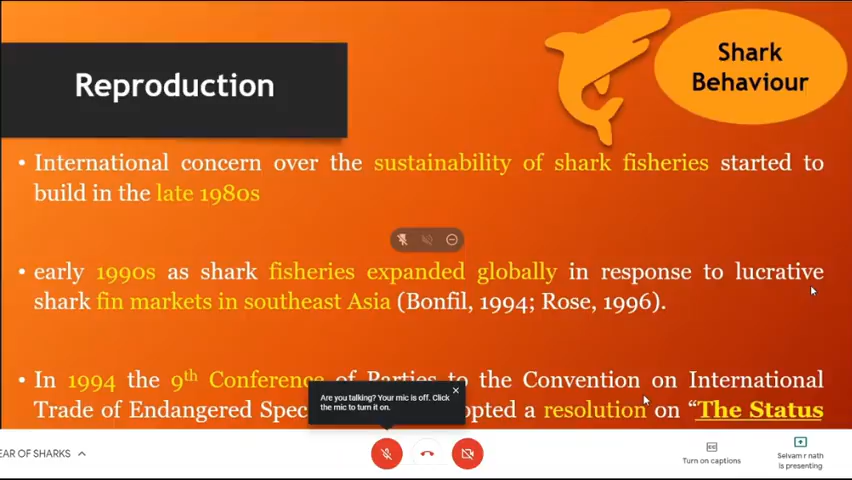 Reproduction
Shark
Behaviour
• International concern over the sustainability of shark fisheries started to
build in the late 1980s
• early 1990s as shark fisheries expanded globally in response to lucrative
shark fin markets in southeast Asia (Bonfil, 1994; Rose, 1996).
• In 1994 the 9th Conference of Parties to the Convention on International
Trade of Endangered Spec opted a resolution on “The Status
Are you talking? Your mic is off. Click
the mic to turn it on.
EAR OF SHARKS
Turn on captions
Selvam r nath
is presenting